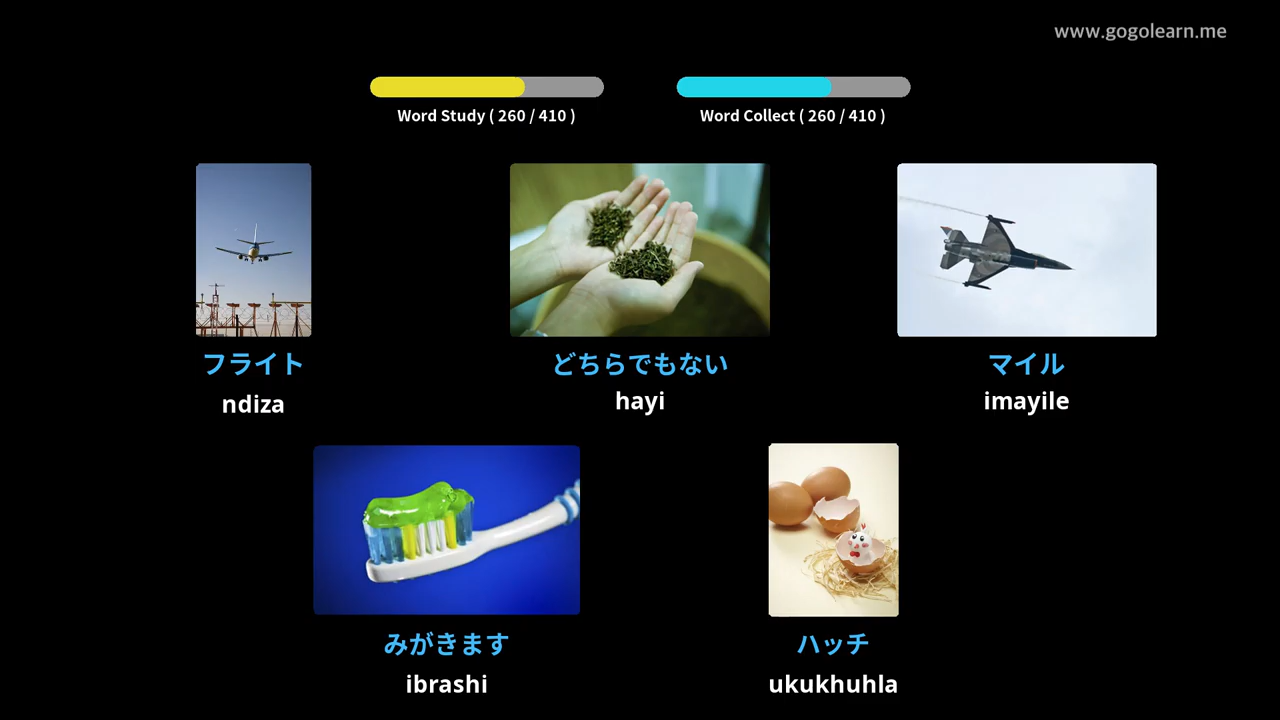 www.gogolearn.me
Word Study ( 260 / 410 )
Word Collect ( 260 / 410 )
フライト
ndiza
どちらでもない
hayi
マイル
imayile
みがきます
ibrashi
ハッチ
ukukhuhla